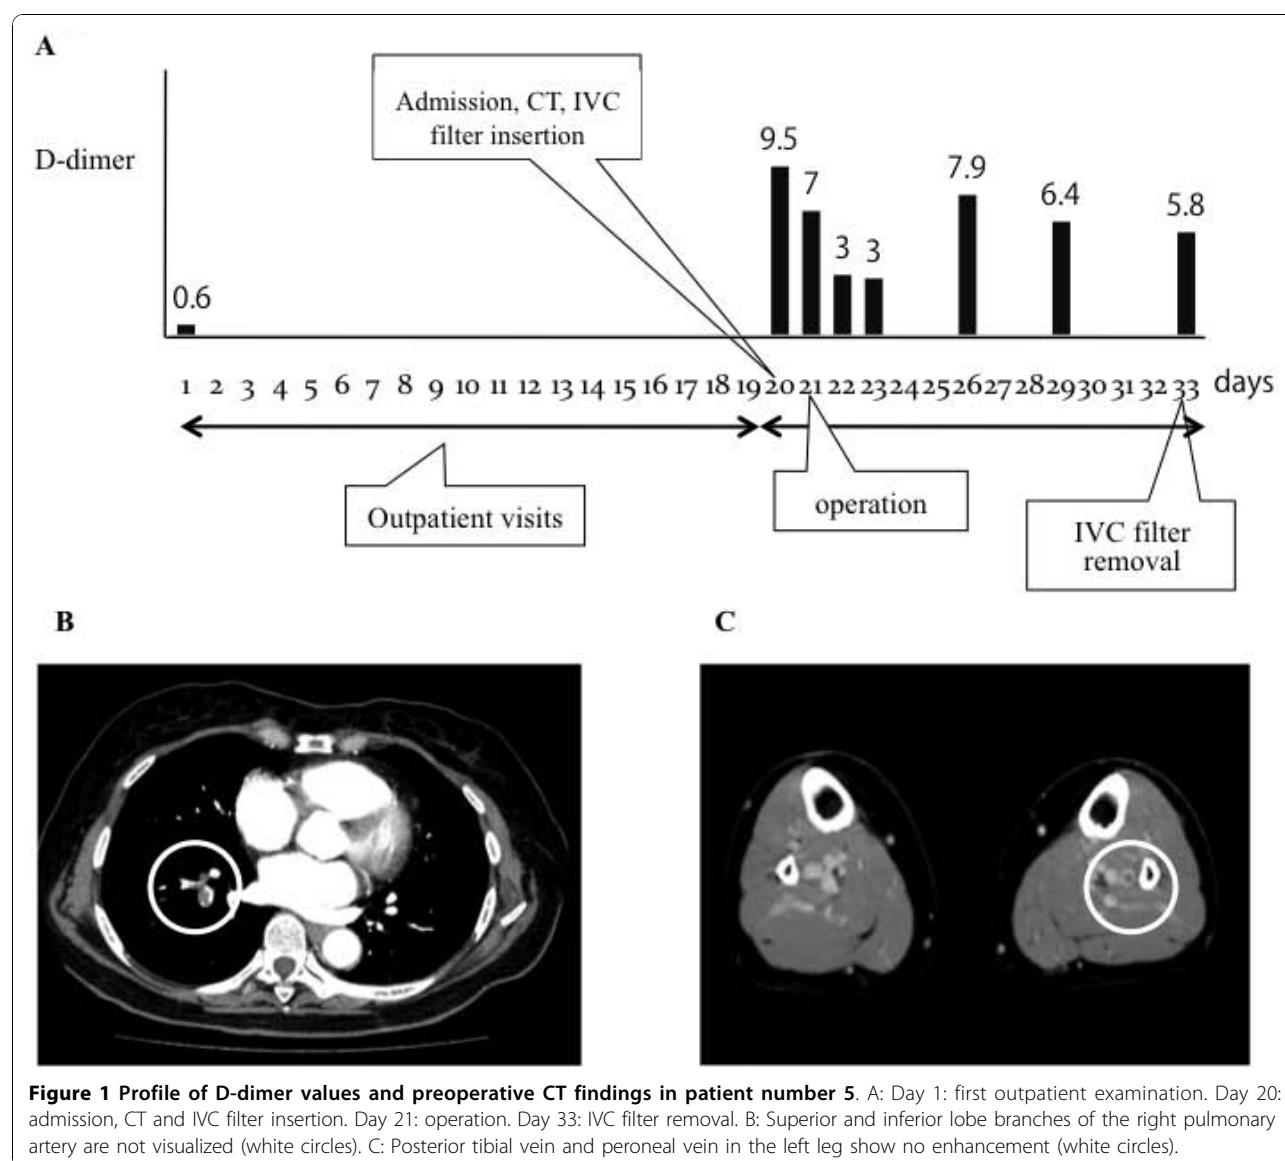 A
Admission, CT, IVC
filter insertion
D-dimer
0.6
9.5
7
3
3
7.9
6.4
5.8
1 2 3 4 5 6 7 8 9 10 11 12 13 14 15 16 17 18 19 20 21 22 23 24 25 26 27 28 29 30 31 32 33 days
Outpatient visits
operation
IVC filter
removal
B
C
Figure 1 Profile of D-dimer values and preoperative CT findings in patient number 5. A: Day 1: first outpatient examination. Day 20:
admission, CT and IVC filter insertion. Day 21: operation. Day 33: IVC filter removal. B: Superior and inferior lobe branches of the right pulmonary
artery are not visualized (white circles). C: Posterior tibial vein and peroneal vein in the left leg show no enhancement (white circles).